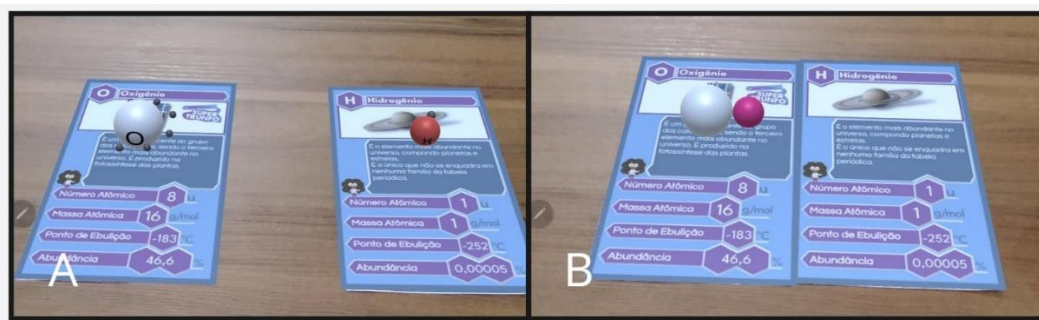 O Oxigênio
SUPER
TRUNFO
O
dos
universo. É produzido na
fotossíntese das plantas.
Número Atômico 8 u
Massa Atômica 16 g/mol
Ponto de Ebulição -183 °C
Abundância 46,6 %
A
H Hidrogênio
H
É o elemento mais abundante no
universo, compondo planetas e
estrelas.
É o único que não se enquadra em
nenhuma família da tabela
periódica.
Número Atômico 1 u
Massa Atômica 1 g/mol
Ponto de Ebulição -252 °C
Abundância 0,00005 %
O Oxigênio
SUPER
TRUNFO
É um grupo
dos sendo o terceiro
elemento mais abundante no
universo. É produzido na
fotossíntese das plantas.
Número Atômico 8 u
Massa Atômica 16 g/mol
Ponto de Ebulição -183 °C
Abundância 46,6 %
B
H Hidrogênio
É o elemento mais abundante no
universo, compondo planetas e
estrelas.
É o único que não se enquadra em
nenhuma família da tabela
periódica.
Número Atômico 1 u
Massa Atômica 1 g/mol
Ponto de Ebulição -252 °C
Abundância 0,00005 %